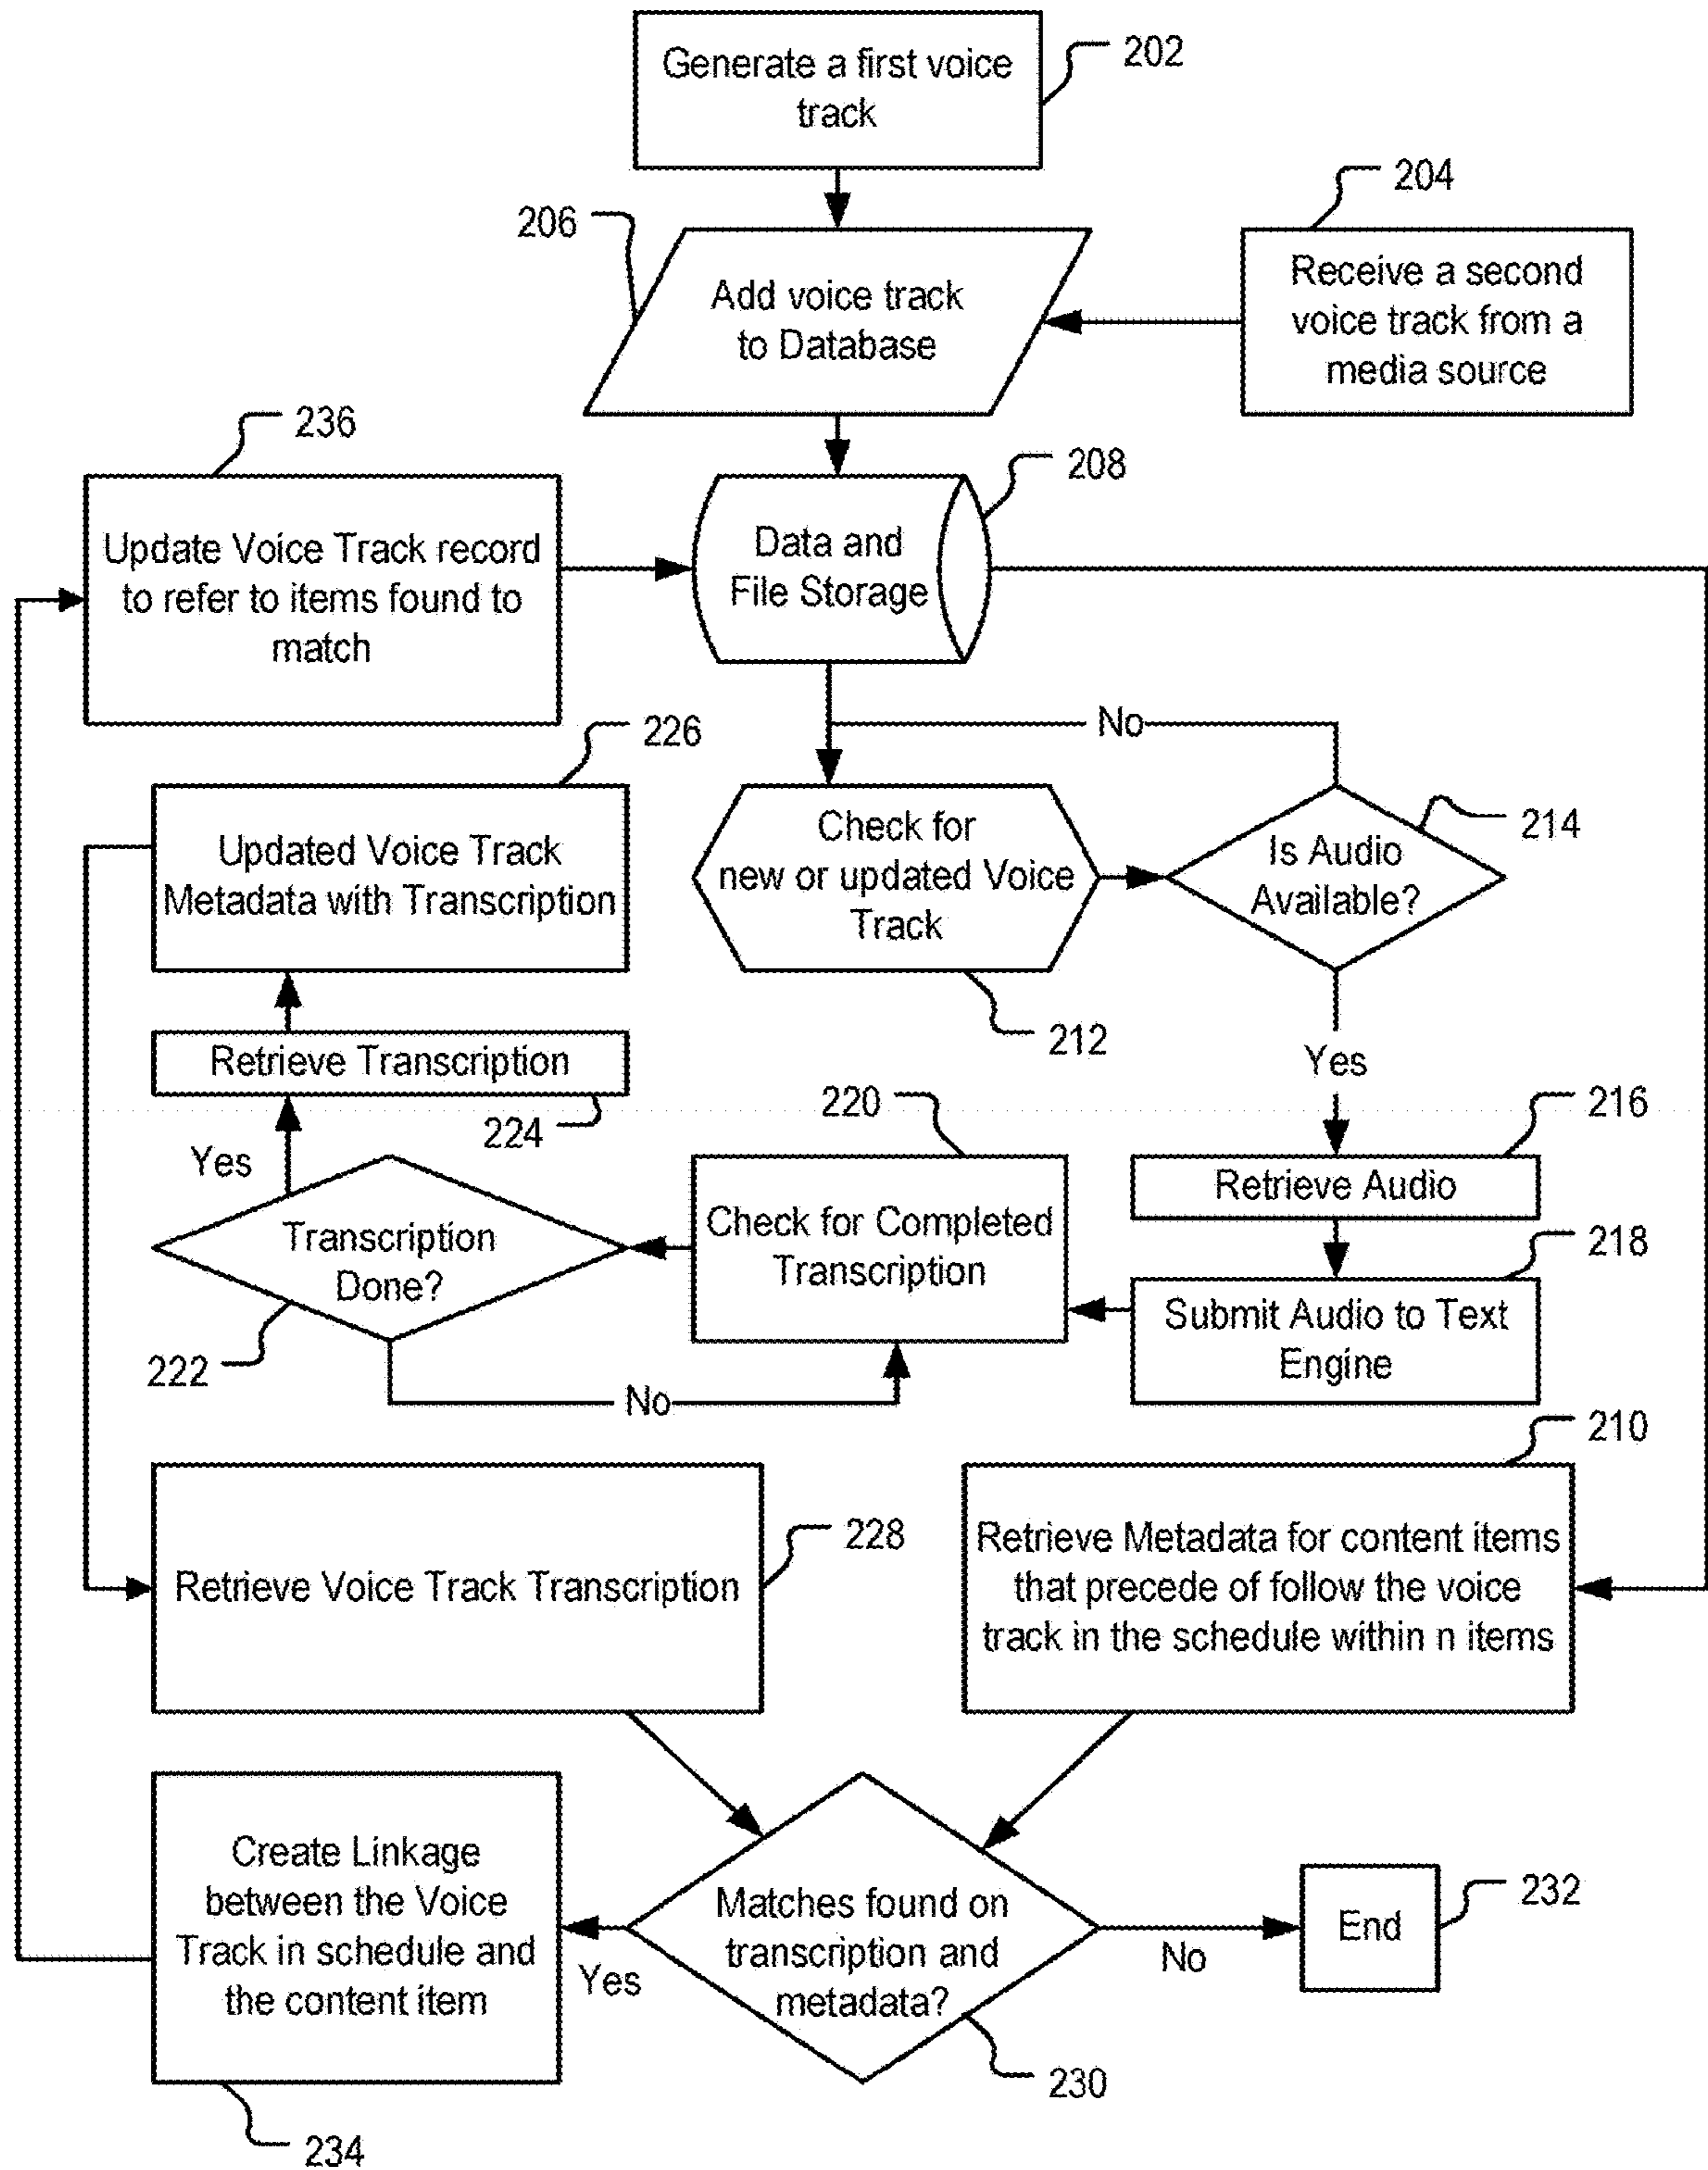 Generate a first voice
track
202
204
206
Add voice track
to Database
Receive a second
voice track from a
media source
236
208
Update Voice Track record
to refer to items found to
match
Data and
File Storage
226
No
Updated Voice Track
Metadata with Transcription
Check for
new or updated Voice
Track
Is Audio
Available?
214
212
Retrieve Transcription
Yes
224
220
216
Yes
Retrieve Audio
Transcription
Done?
Check for Completed
Transcription
218
Submit Audio to Text
Engine
222
No
210
Retrieve Voice Track Transcription
228
Retrieve Metadata for content items
that precede of follow the voice
track in the schedule within n items
Create Linkage
between the Voice
Track in schedule and
the content item
Yes
Matches found on
transcription and
metadata?
No
End
232
230
234